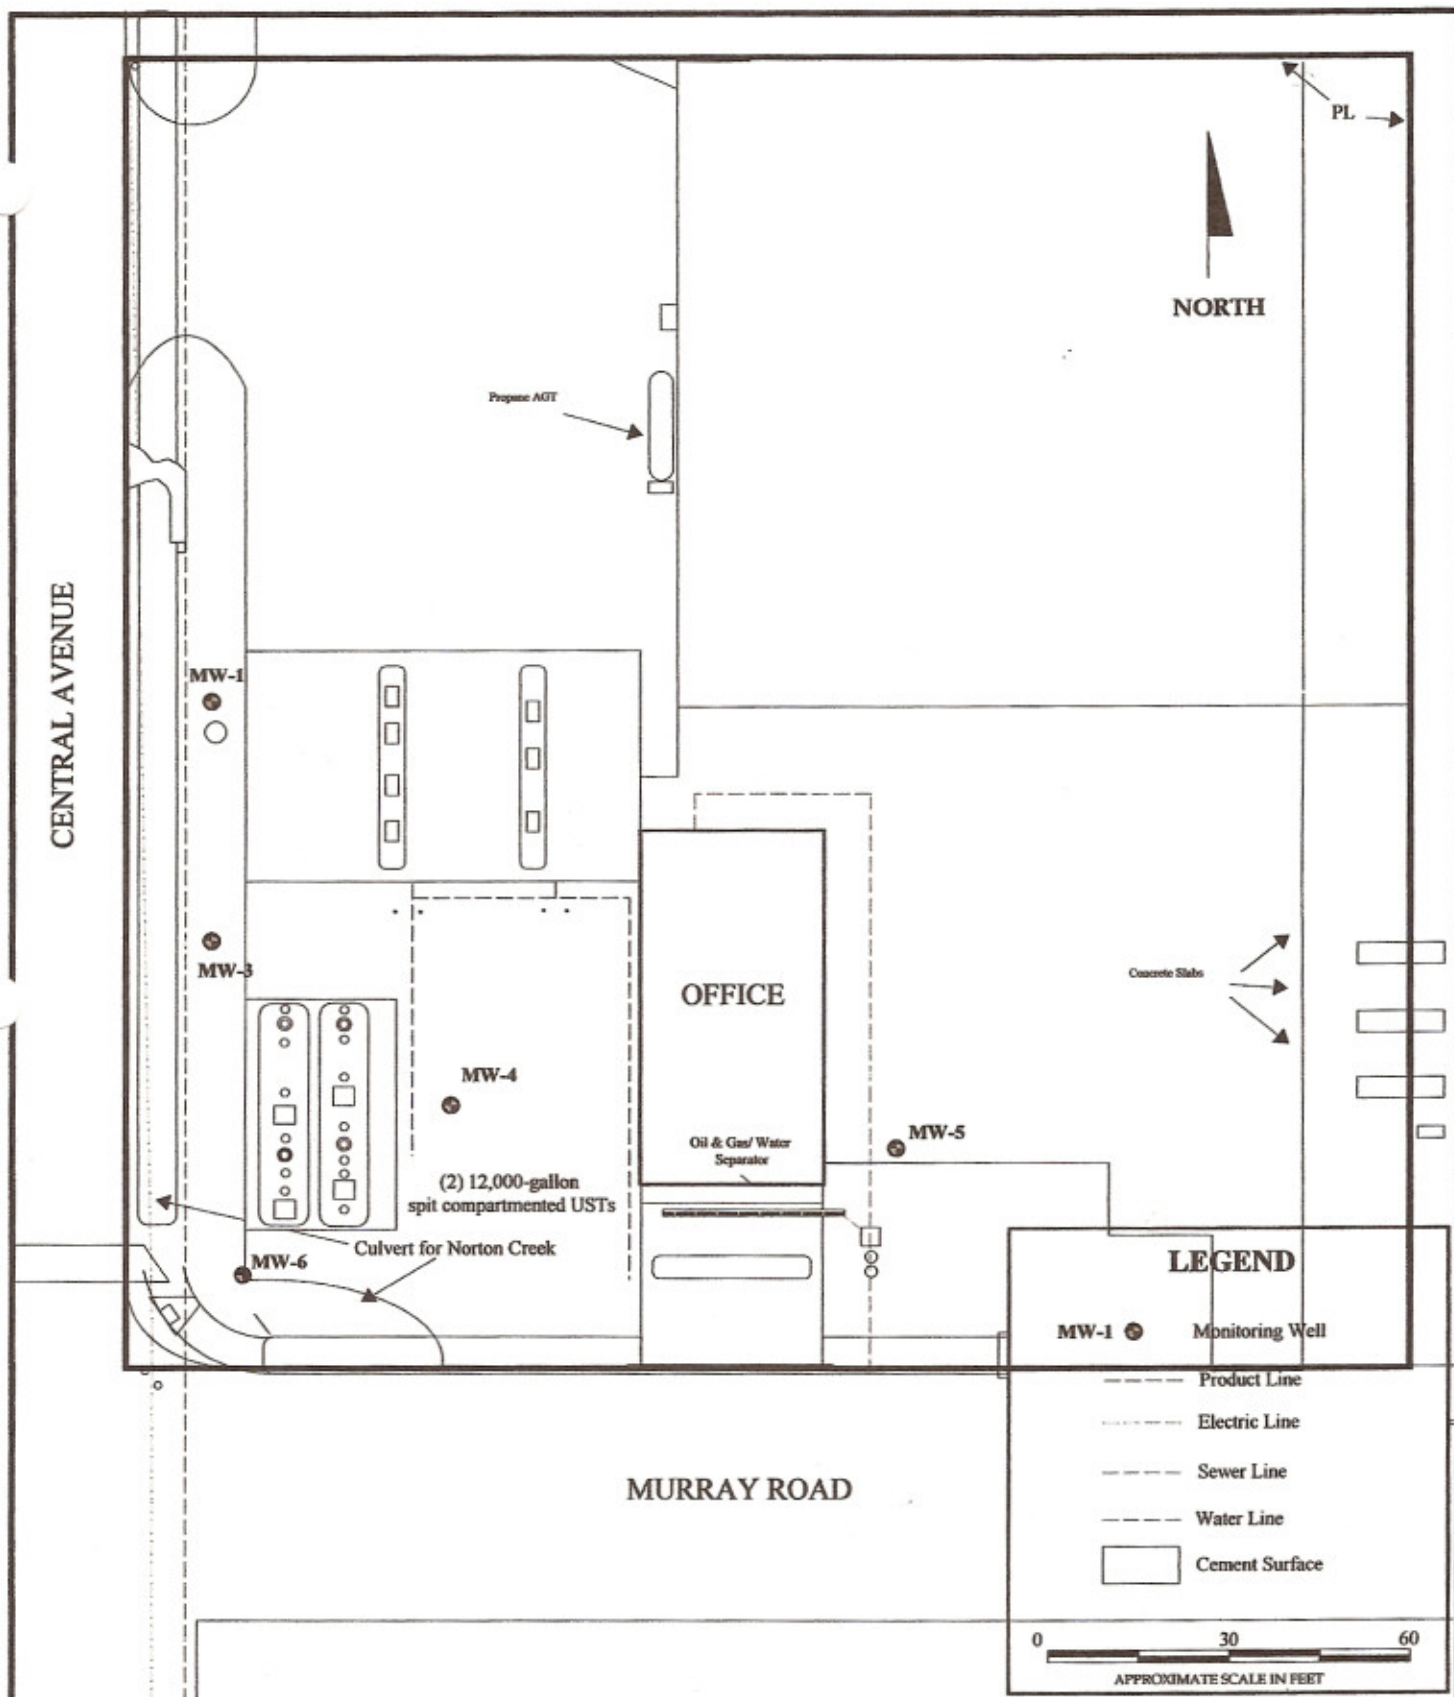 PL
NORTH
Propane AGT
CENTRAL AVENUE
MW-1
MW-3
OFFICE
Concrete Slabs
MW-4
MW-5
Oil & Gas/ Water
Separator
(2) 12,000-gallon
spit compartmented USTs
Culvert for Norton Creek
MW-6
LEGEND
MW-1 Monitoring Well
Product Line
Electric Line
Sewer Line
Water Line
Cement Surface
MURRAY ROAD
0 30 60
APPROXIMATE SCALE IN FEET